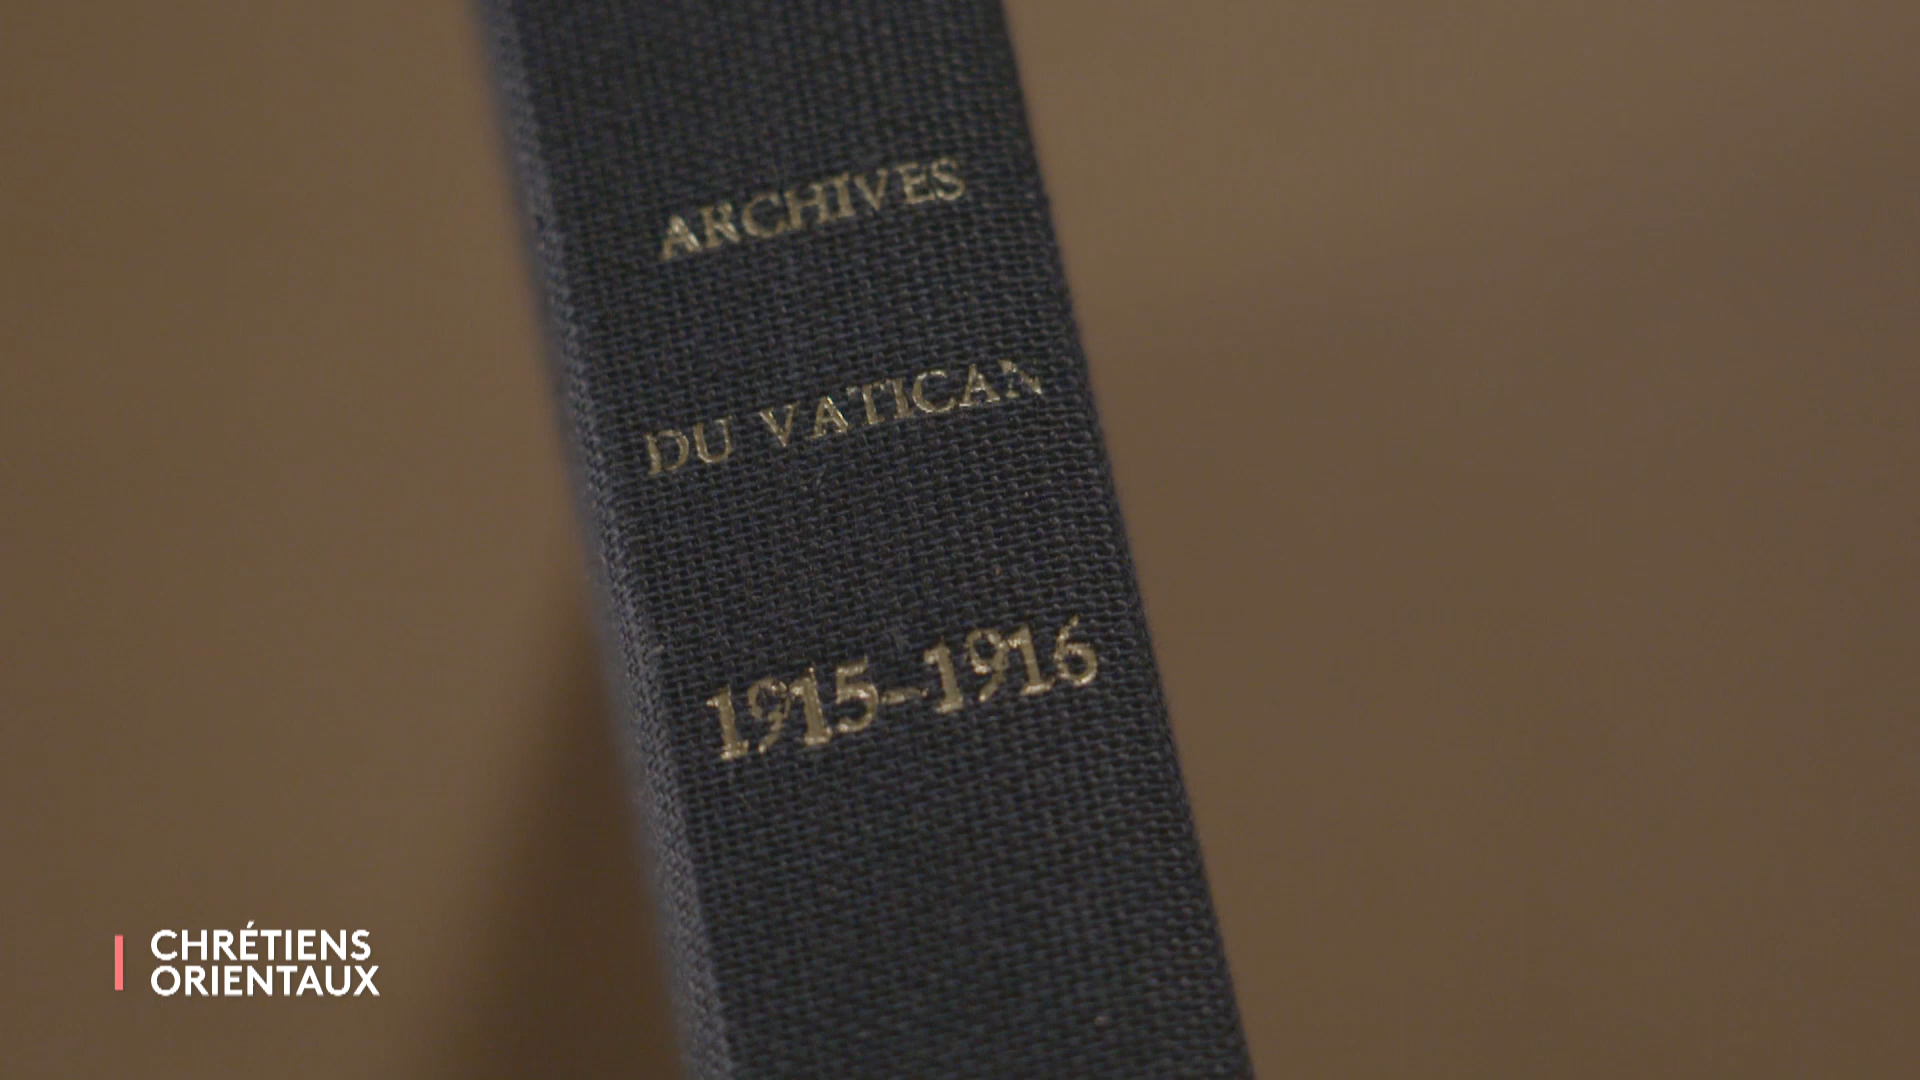 ARCHIVES
DU VATICAN
1915-1916
CHRÉTIENS
ORIENTAUX